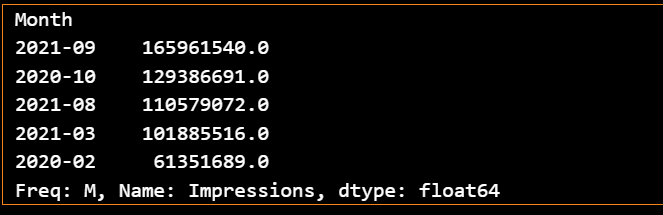 Month
2021-09    165961540.0
2020-10    129386691.0
2021-08    110579072.0
2021-03    101885516.0
2020-02     61351689.0
Freq: M, Name: Impressions, dtype: float64